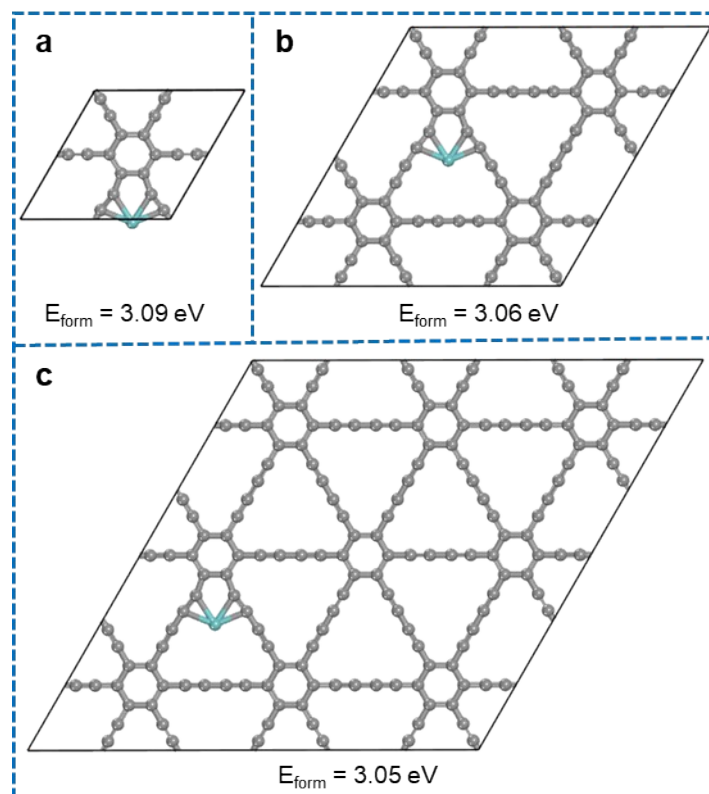 a
b
E_form = 3.09 eV
E_form = 3.06 eV
c
E_form = 3.05 eV